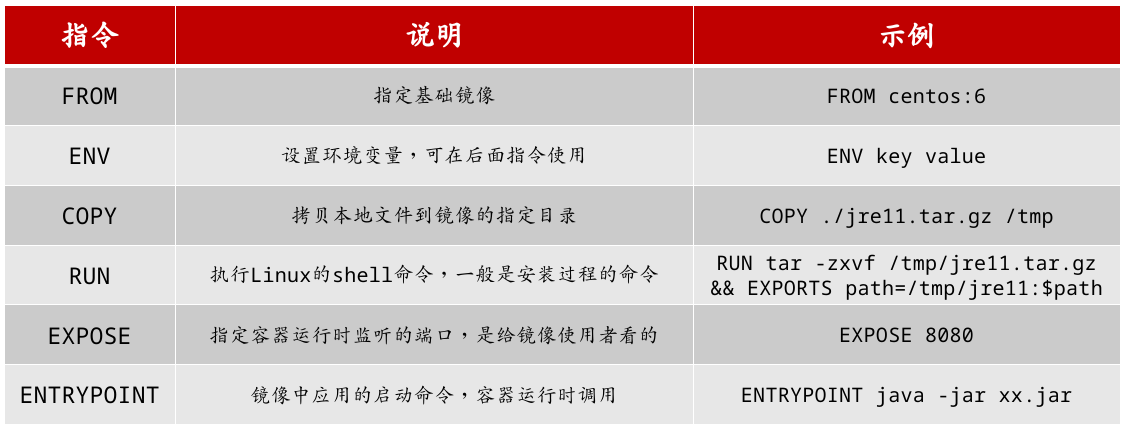 指令 说明 示例
FROM 指定基础镜像 FROM centos:6
ENV 设置环境变量，可在后面指令使用 ENV key value
COPY 拷贝本地文件到镜像的指定目录 COPY ./jre11.tar.gz /tmp
RUN 执行Linux的shell命令，一般是安装过程的命令 RUN tar -zxvf /tmp/jre11.tar.gz
&& EXPORTS path=/tmp/jre11:$path
EXPOSE 指定容器运行时监听的端口，是给镜像使用者看的 EXPOSE 8080
ENTRYPOINT 镜像中应用的启动命令，容器运行时调用 ENTRYPOINT java -jar xx.jar